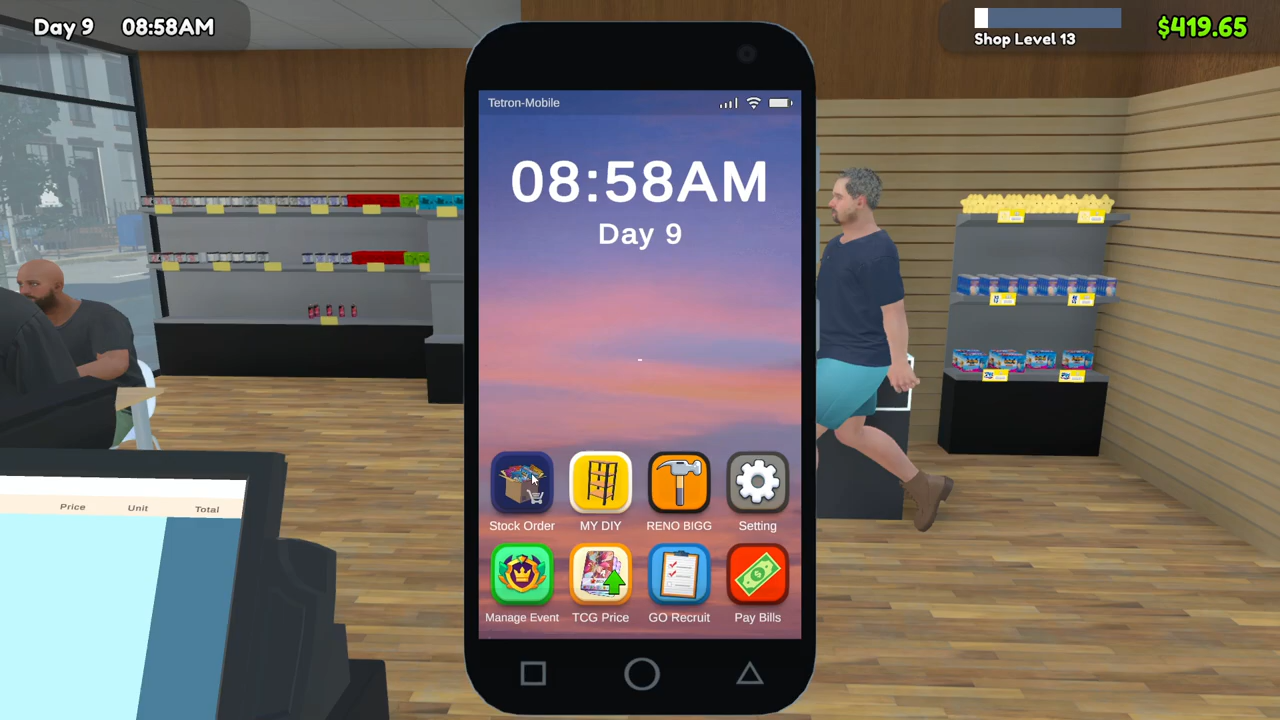 Day 9 08:58AM
Shop Level 13
$419.65
Tetron-Mobile
08:58AM
Day 9
Stock Order MY DIY RENO BIGG Setting
Manage Event TCG Price GO Recruit Pay Bills
Price Unit Total